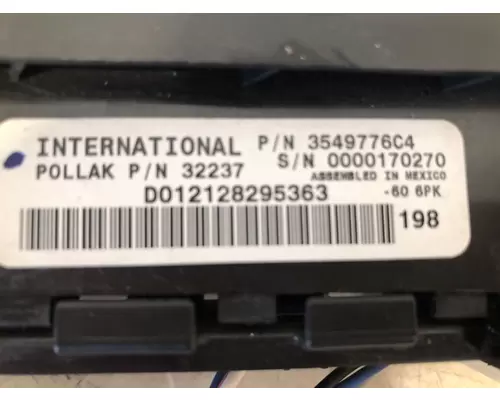 INTERNATIONAL P/N 3549776C4
POLLAK P/N 32237 S/N 0000170270
ASSEMBLED IN MEXICO
D012128295363 -60 6PK
198